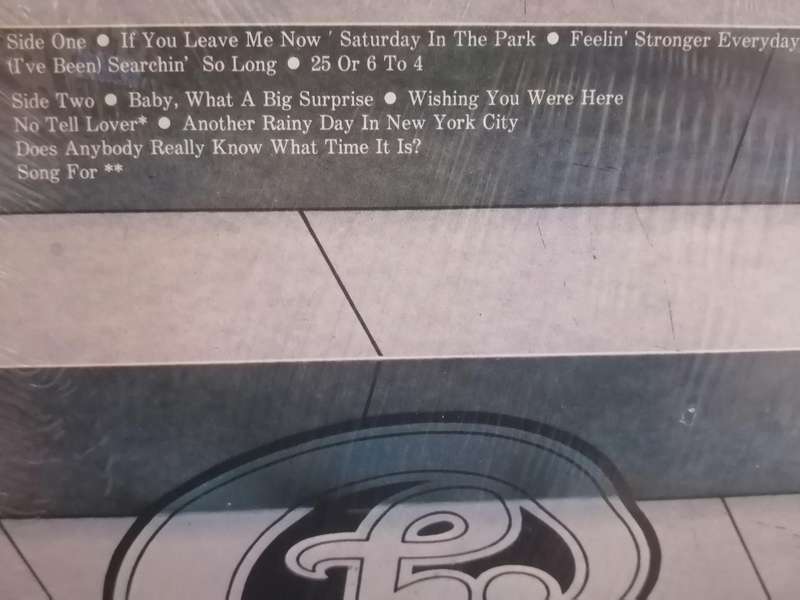 Side One ● If You Leave Me Now ' Saturday In The Park ● Feelin' Stronger Everyday
(I've Been) Searchin' So Long ● 25 Or 6 To 4
Side Two ● Baby, What A Big Surprise ● Wishing You Were Here
No Tell Lover* ● Another Rainy Day In New York City
Does Anybody Really Know What Time It Is?
Song For **